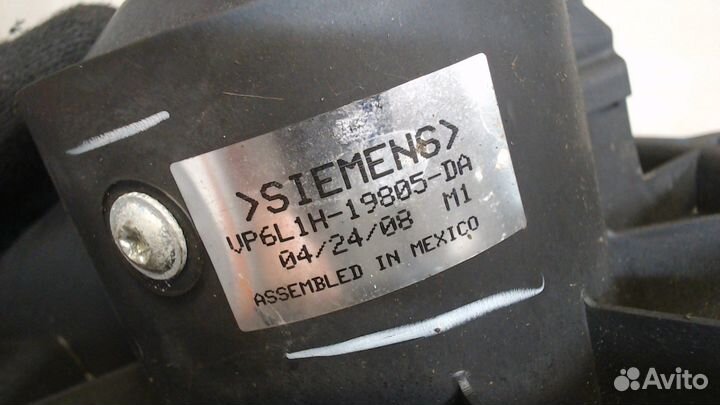 >SIEMENS>
VP6L1H-19805-DA
04/24/08 M1
ASSEMBLED IN MEXICO
Avito